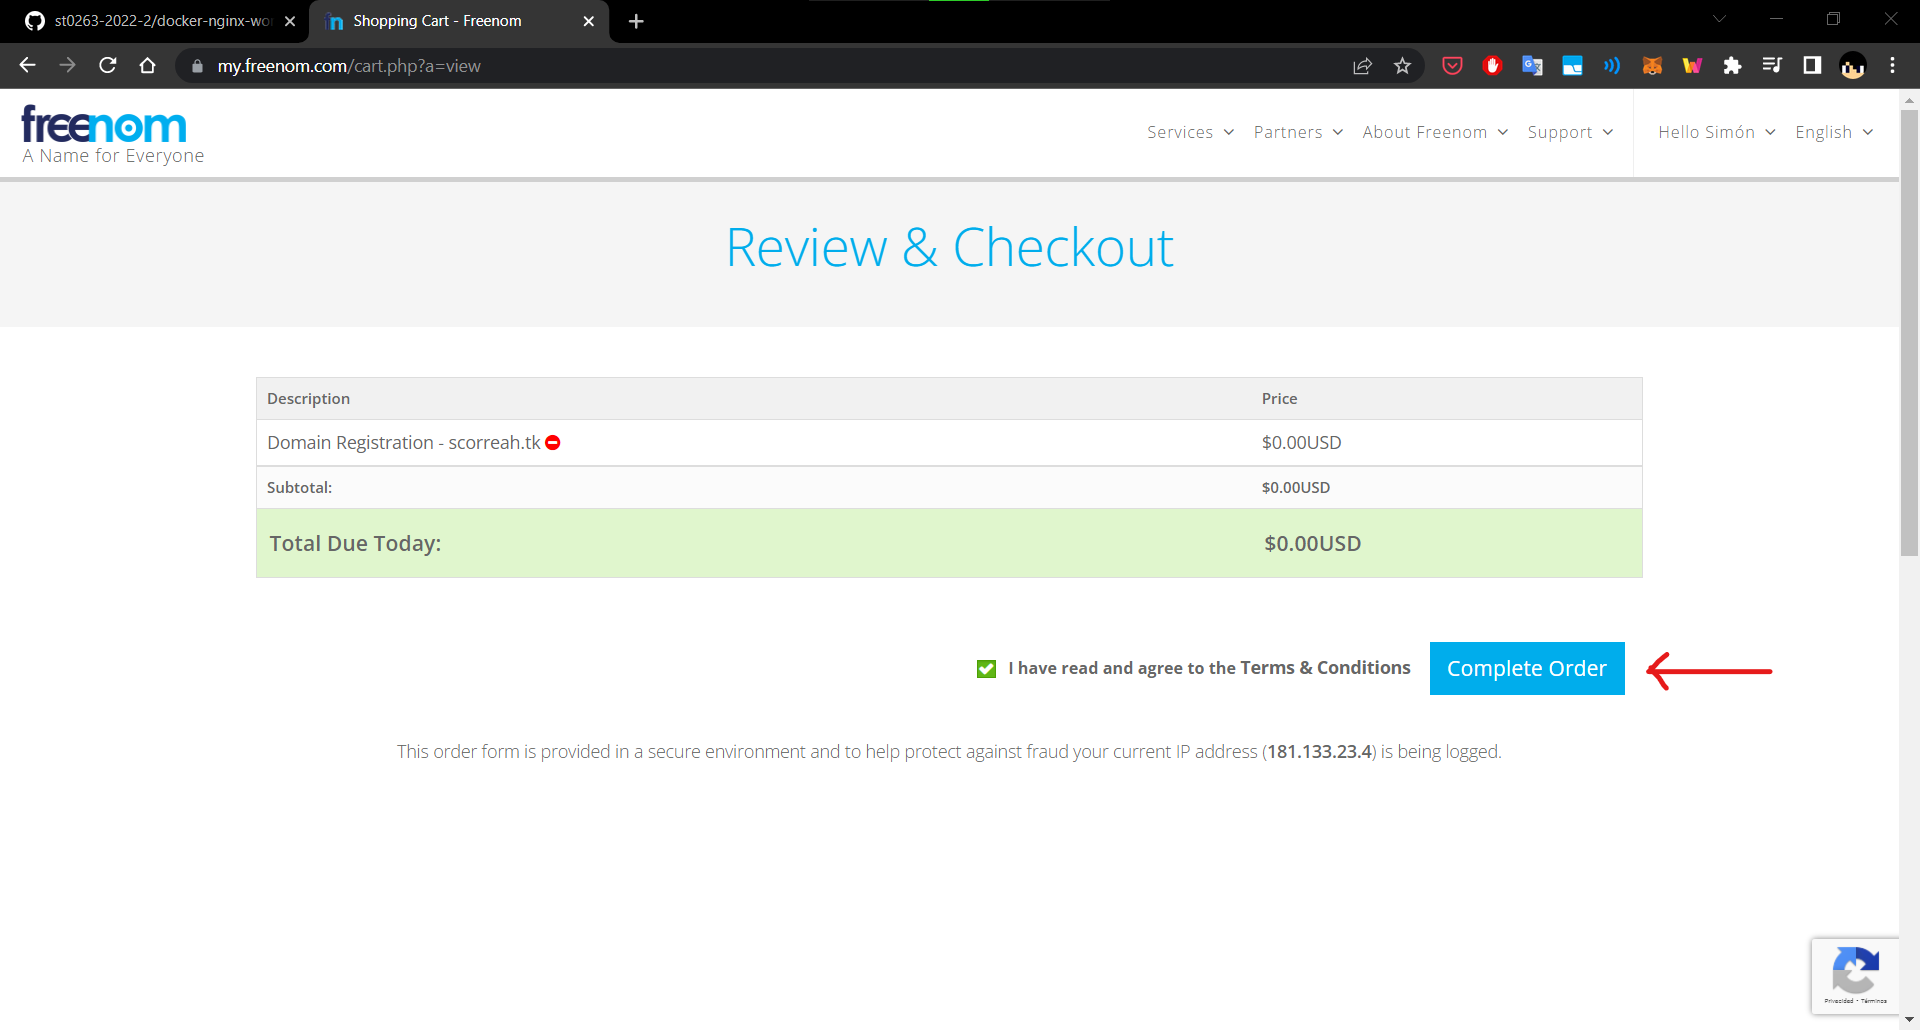 st0263-2022-2/docker-nginx-wo
Shopping Cart - Freenom
my.freenom.com/cart.php?a=view
freenom
A Name for Everyone
Services
Partners
About Freenom
Support
Hello Simón
English
Review & Checkout
Description Price
Domain Registration - scorreah.tk $0.00USD
Subtotal: $0.00USD
Total Due Today: $0.00USD
I have read and agree to the Terms & Conditions
Complete Order
This order form is provided in a secure environment and to help protect against fraud your current IP address (181.133.23.4) is being logged.
Privacidad • Términos